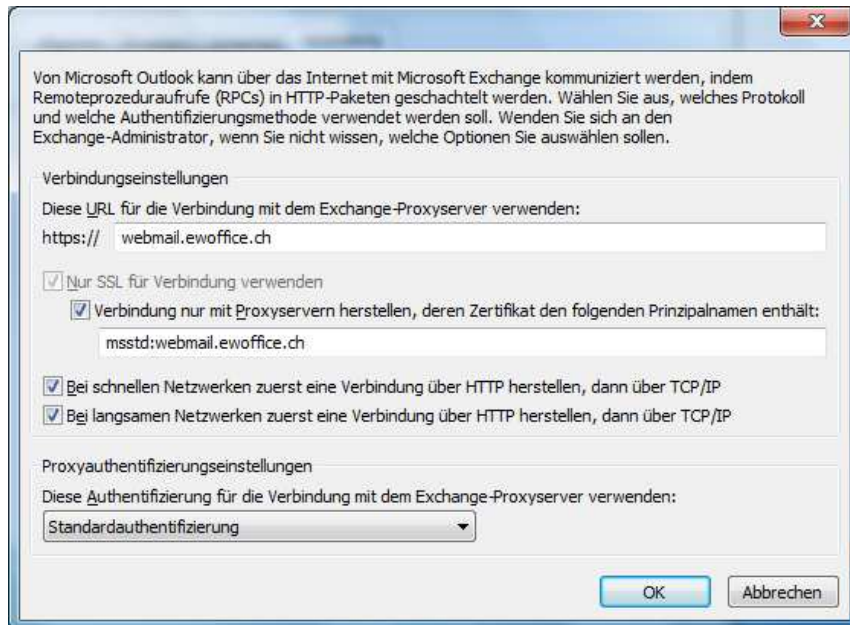 Von Microsoft Outlook kann über das Internet mit Microsoft Exchange kommuniziert werden, indem
Remoteprozeduraufrufe (RPCs) in HTTP-Paketen geschachtelt werden. Wählen Sie aus, welches Protokoll
und welche Authentifizierungsmethode verwendet werden soll. Wenden Sie sich an den
Exchange-Administrator, wenn Sie nicht wissen, welche Optionen Sie auswählen sollen.
Verbindungseinstellungen
Diese URL für die Verbindung mit dem Exchange-Proxyserver verwenden:
https:// webmail.ewoffice.ch
Nur SSL für Verbindung verwenden
Verbindung nur mit Proxyservern herstellen, deren Zertifikat den folgenden Prinzipalnamen enthält:
msstd:webmail.ewoffice.ch
Bei schnellen Netzwerken zuerst eine Verbindung über HTTP herstellen, dann über TCP/IP
Bei langsamen Netzwerken zuerst eine Verbindung über HTTP herstellen, dann über TCP/IP
Proxyauthentifizierungseinstellungen
Diese Authentifizierung für die Verbindung mit dem Exchange-Proxyserver verwenden:
Standardauthentifizierung
OK Abbrechen